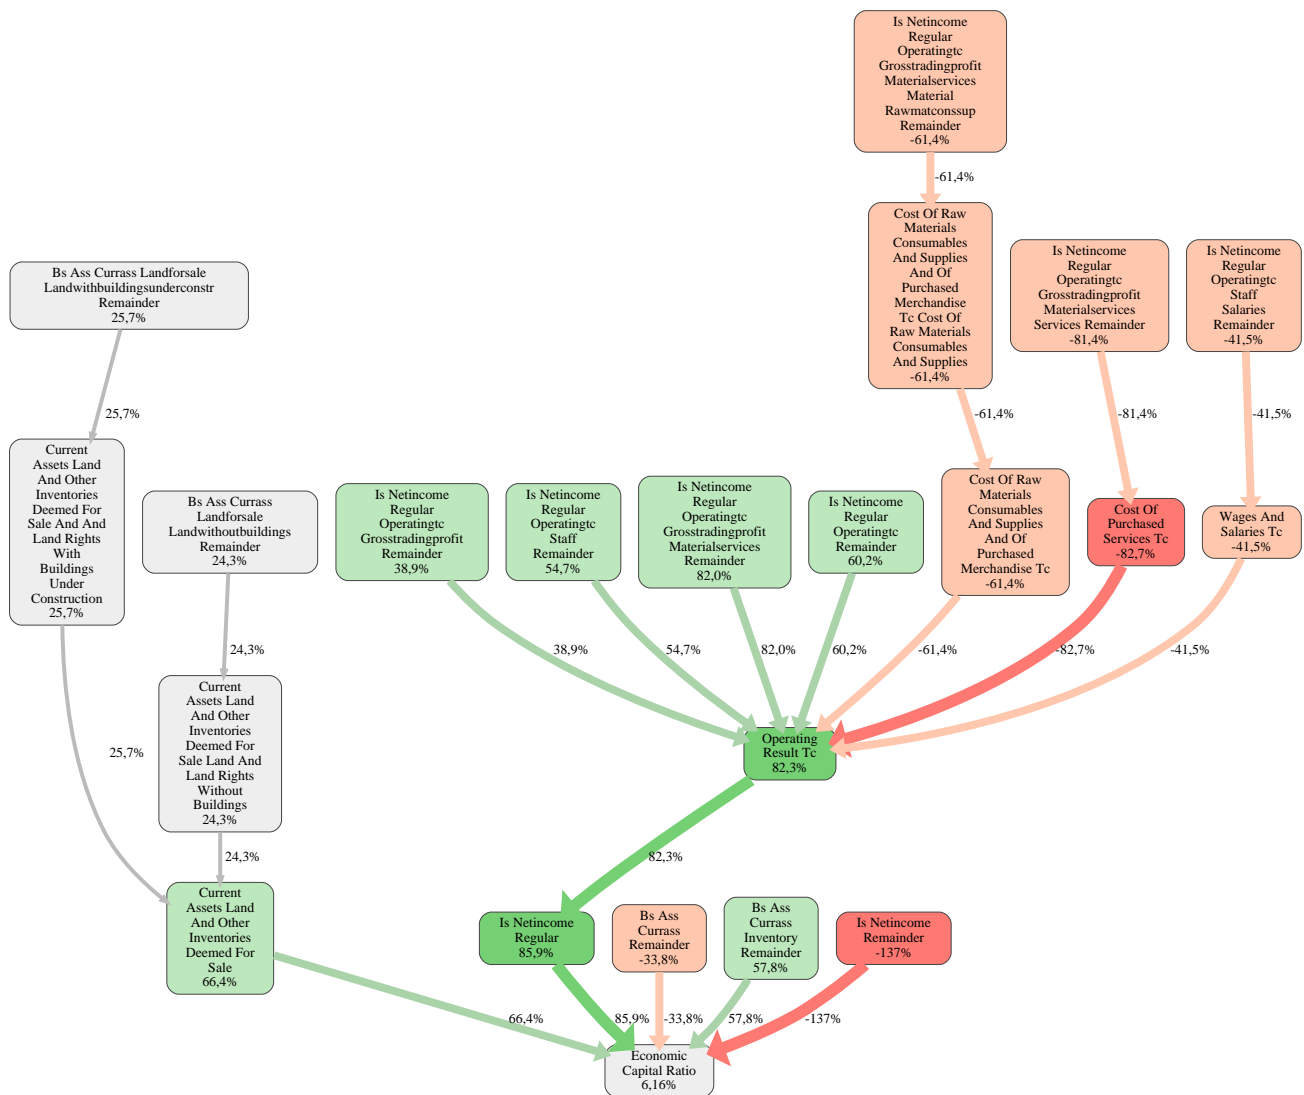 Is Netincome
Regular
Operatingtc
Grosstradingprofit
Materialservices
Material
Rawmatconssup
Remainder
-61,4%
-61,4%
Cost Of Raw
Materials
Consumables
And Supplies
And Of
Purchased
Merchandise
Tc Cost Of
Raw Materials
Consumables
And Supplies
-61,4%
Is Netincome
Regular
Operatingtc
Grosstradingprofit
Materialservices
Services Remainder
-81,4%
Is Netincome
Regular
Operatingtc
Staff
Salaries
Remainder
-41,5%
Bs Ass Currass Landforsale
Landwithbuildingsunderconstr
Remainder
25,7%
25,7%
-61,4%
-81,4%
-41,5%
Current
Assets Land
And Other
Inventories
Deemed For
Sale And And
Land Rights
With
Buildings
Under
Construction
25,7%
Bs Ass Currass
Landforsale
Landwithoutbuildings
Remainder
24,3%
Is Netincome
Regular
Operatingtc
Grosstradingprofit
Remainder
38,9%
Is Netincome
Regular
Operatingtc
Staff
Remainder
54,7%
Is Netincome
Regular
Operatingtc
Grosstradingprofit
Materialservices
Remainder
82,0%
Is Netincome
Regular
Operatingtc
Remainder
60,2%
Cost Of Raw
Materials
Consumables
And Supplies
And Of
Purchased
Merchandise Tc
-61,4%
Cost Of
Purchased
Services Tc
-82,7%
Wages And
Salaries Tc
-41,5%
24,3%
38,9%
54,7%
82,0%
60,2%
-61,4%
-82,7%
-41,5%
25,7%
Current
Assets Land
And Other
Inventories
Deemed For
Sale Land And
Land Rights
Without
Buildings
24,3%
Operating
Result Tc
82,3%
24,3%
82,3%
Current
Assets Land
And Other
Inventories
Deemed For
Sale
66,4%
Is Netincome
Regular
85,9%
Bs Ass
Currass
Remainder
-33,8%
Bs Ass
Currass
Inventory
Remainder
57,8%
Is Netincome
Remainder
-137%
66,4%
85,9%
-33,8%
57,8%
-137%
Economic
Capital Ratio
6,16%